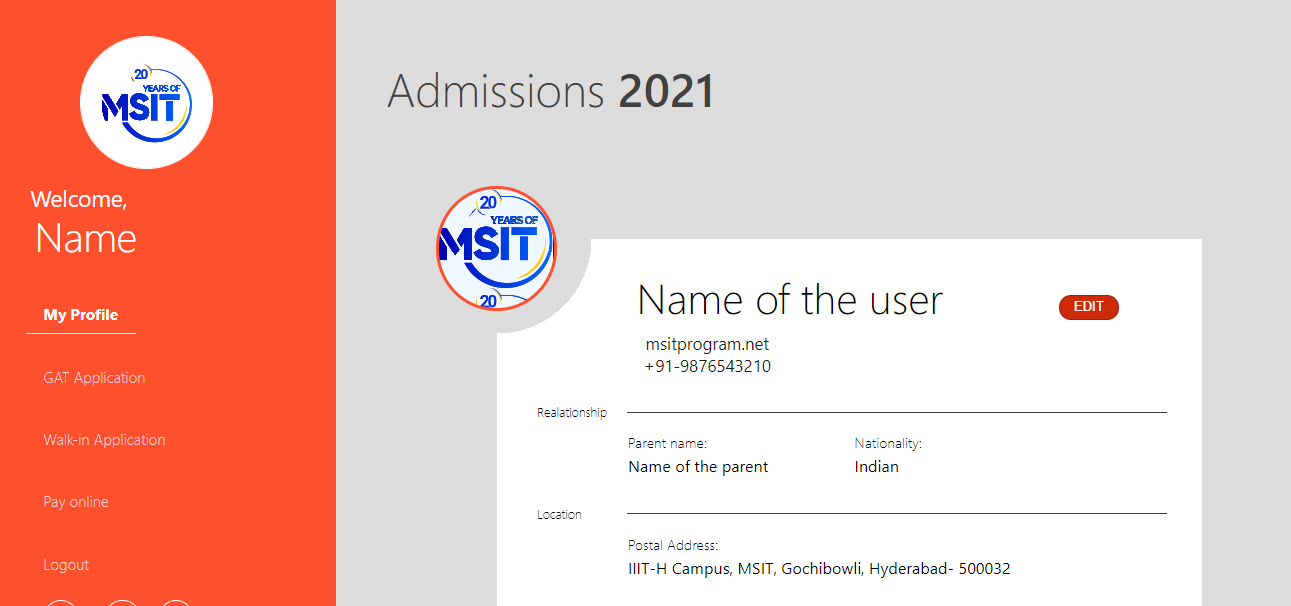 20
YEARS OF
MSIT
Welcome,
Name
My Profile
GAT Application
Walk-in Application
Pay online
Logout
Admissions 2021
20
YEARS OF
MSIT
20
Name of the user
EDIT
msitprogram.net
+91-9876543210
Realationship
Parent name:
Nationality:
Name of the parent
Indian
Location
Postal Address:
IIIT-H Campus, MSIT, Gochibowli, Hyderabad- 500032